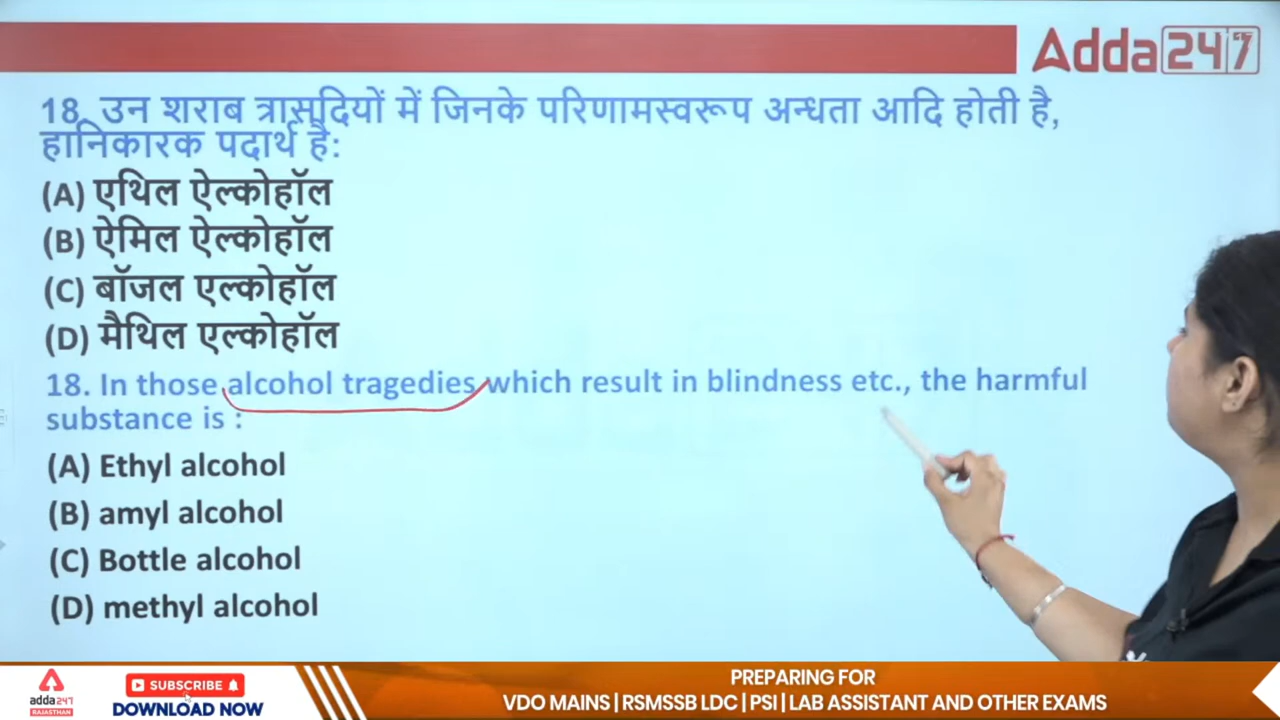 Adda247
18. उन शराब त्रासदियों में जिनके परिणामस्वरूप अन्धता आदि होती है,
हानिकारक पदार्थ है:
(A) एथिल ऐल्कोहॉल
(B) ऐमिल ऐल्कोहॉल
(C) बॉजल एल्कोहॉल
(D) मैथिल एल्कोहॉल
18. In those alcohol tragedies which result in blindness etc., the harmful
substance is :
(A) Ethyl alcohol
(B) amyl alcohol
(C) Bottle alcohol
(D) methyl alcohol
adda247
RAJASTHAN
SUBSCRIBE
DOWNLOAD NOW
PREPARING FOR
VDO MAINS | RSMSSB LDC | PSI | LAB ASSISTANT AND OTHER EXAMS